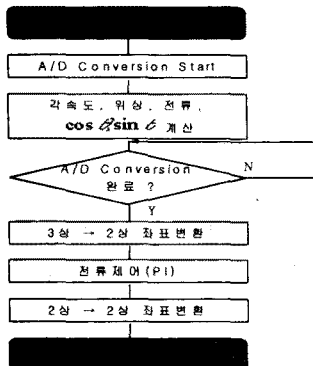 A/D Conversion Start
각속도, 위상, 전류,
cos θ, sin θ 계산
A/D Conversion
완료 ?
N
Y
3상 → 2상 좌표변환
전류제어(PI)
2상 → 2상 좌표변환